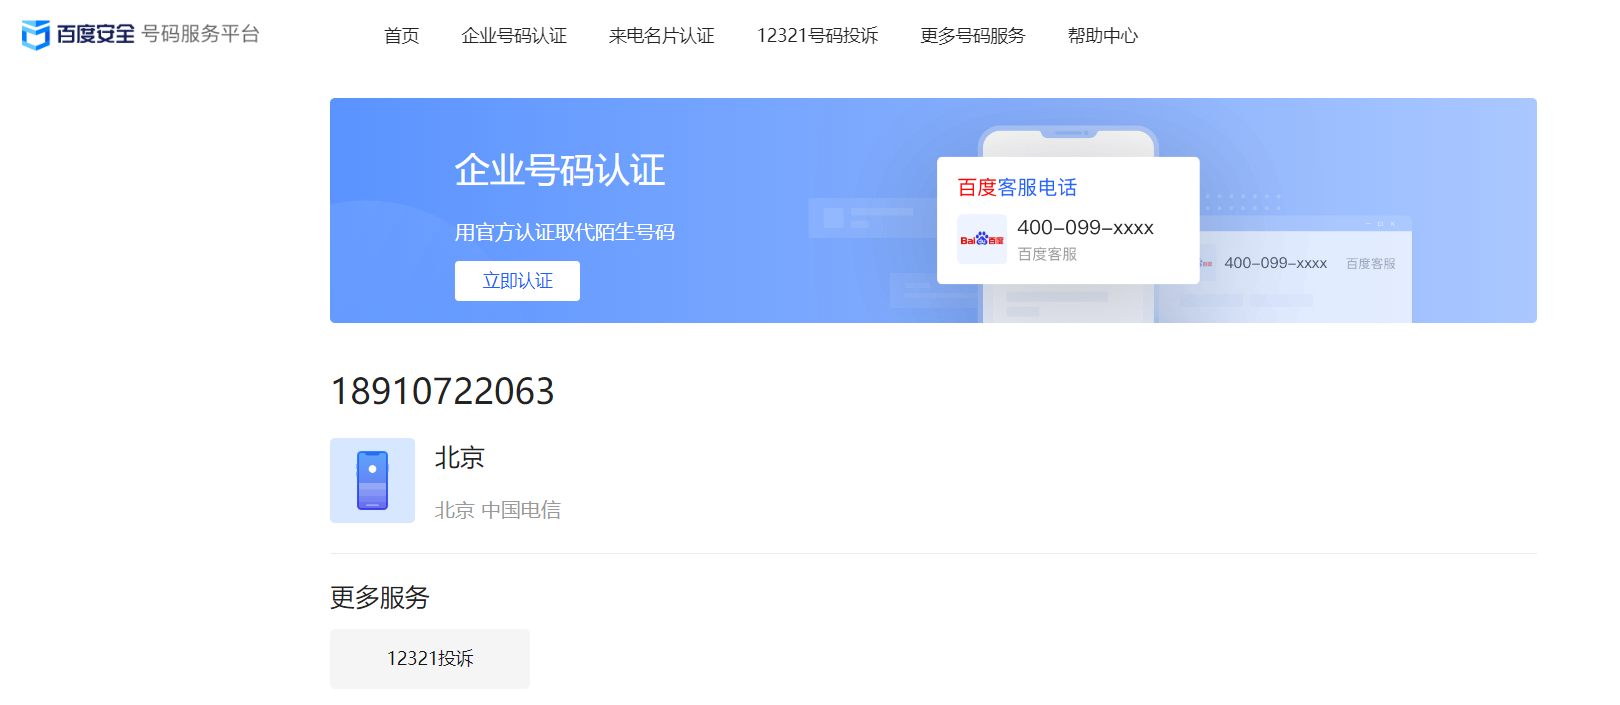 百度安全 号码服务平台
首页 企业号码认证 来电名片认证 12321号码投诉 更多号码服务 帮助中心
企业号码认证
用官方认证取代陌生号码
立即认证
百度客服电话
Bai百度 400-099-xxxx
百度客服
400-099-xxxx 百度客服
18910722063
北京
北京 中国电信
更多服务
12321投诉